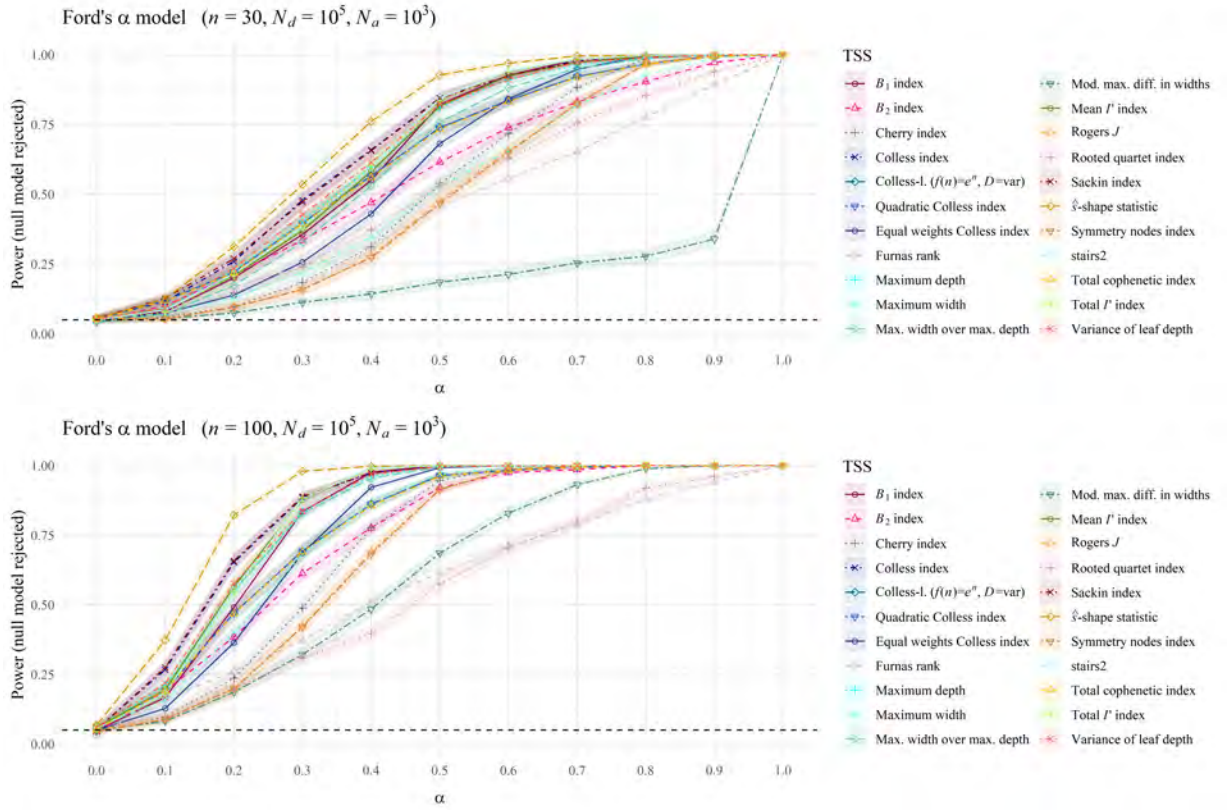 Ford's α model (n = 30, N_d = 10^5, N_a = 10^3)
Power (null model rejected)
1.00
0.75
0.50
0.25
0.00
0.0 0.1 0.2 0.3 0.4 0.5 0.6 0.7 0.8 0.9 1.0
α
TSS
B_1 index
B_2 index
Cherry index
Colless index
Colless-l. (f(n)=e^n, D=var)
Quadratic Colless index
Equal weights Colless index
Furnas rank
Maximum depth
Maximum width
Max. width over max. depth
Mod. max. diff. in widths
Mean I' index
Rogers J
Rooted quartet index
Sackin index
ŝ-shape statistic
Symmetry nodes index
stairs2
Total cophenetic index
Total I' index
Variance of leaf depth
Ford's α model (n = 100, N_d = 10^5, N_a = 10^3)
Power (null model rejected)
1.00
0.75
0.50
0.25
0.00
0.0 0.1 0.2 0.3 0.4 0.5 0.6 0.7 0.8 0.9 1.0
α
TSS
B_1 index
B_2 index
Cherry index
Colless index
Colless-l. (f(n)=e^n, D=var)
Quadratic Colless index
Equal weights Colless index
Furnas rank
Maximum depth
Maximum width
Max. width over max. depth
Mod. max. diff. in widths
Mean I' index
Rogers J
Rooted quartet index
Sackin index
ŝ-shape statistic
Symmetry nodes index
stairs2
Total cophenetic index
Total I' index
Variance of leaf depth